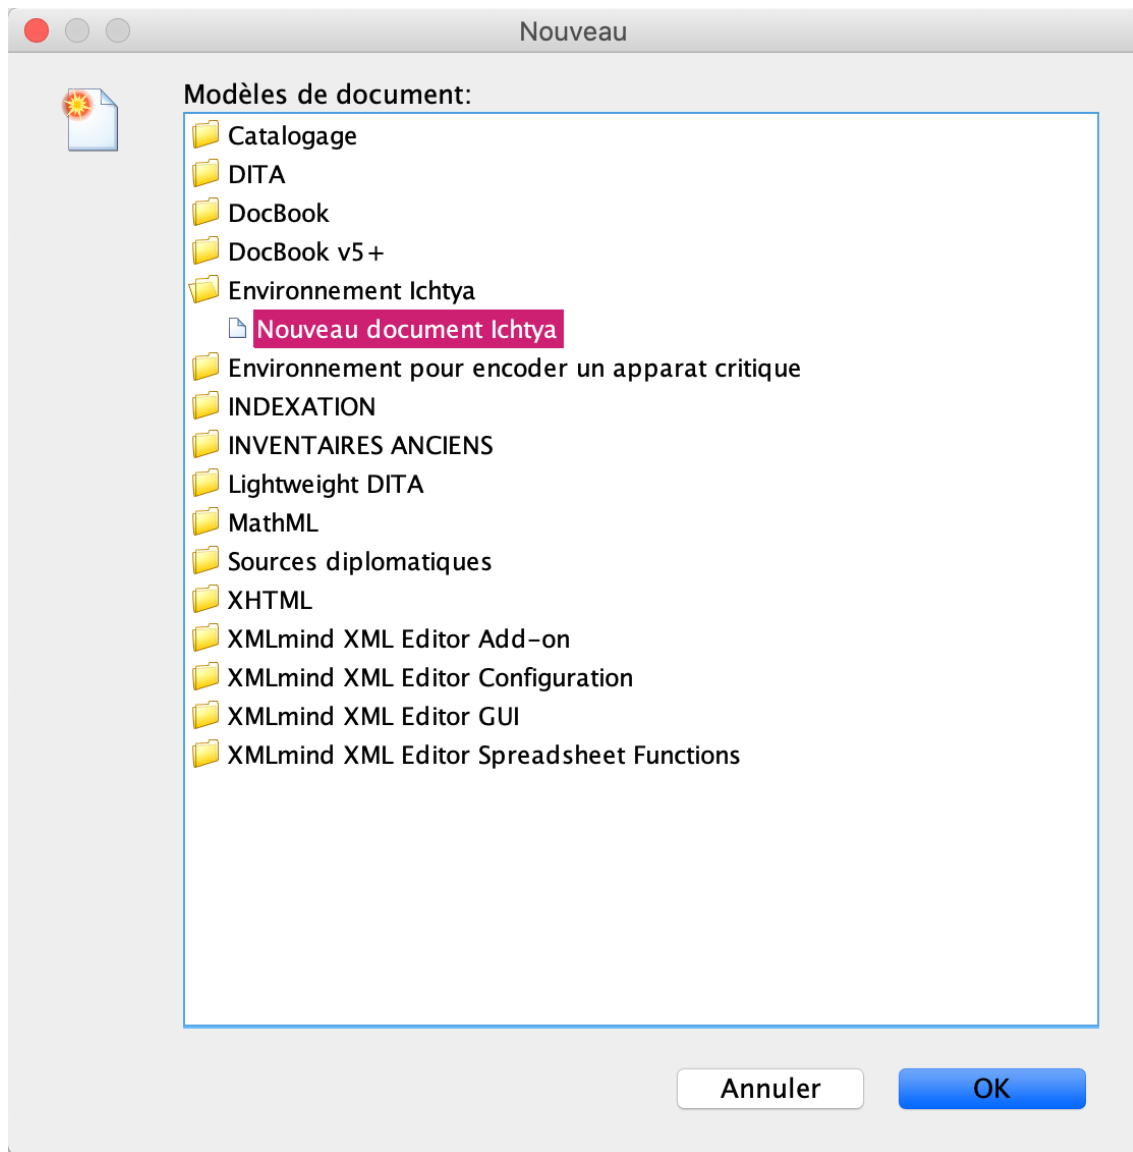 Nouveau
Modèles de document:
Catalogage
DITA
DocBook
DocBook v5+
Environnement Ichtya
Nouveau document Ichtya
Environnement pour encoder un apparat critique
INDEXATION
INVENTAIRES ANCIENS
Lightweight DITA
MathML
Sources diplomatiques
XHTML
XMLmind XML Editor Add-on
XMLmind XML Editor Configuration
XMLmind XML Editor GUI
XMLmind XML Editor Spreadsheet Functions
Annuler OK